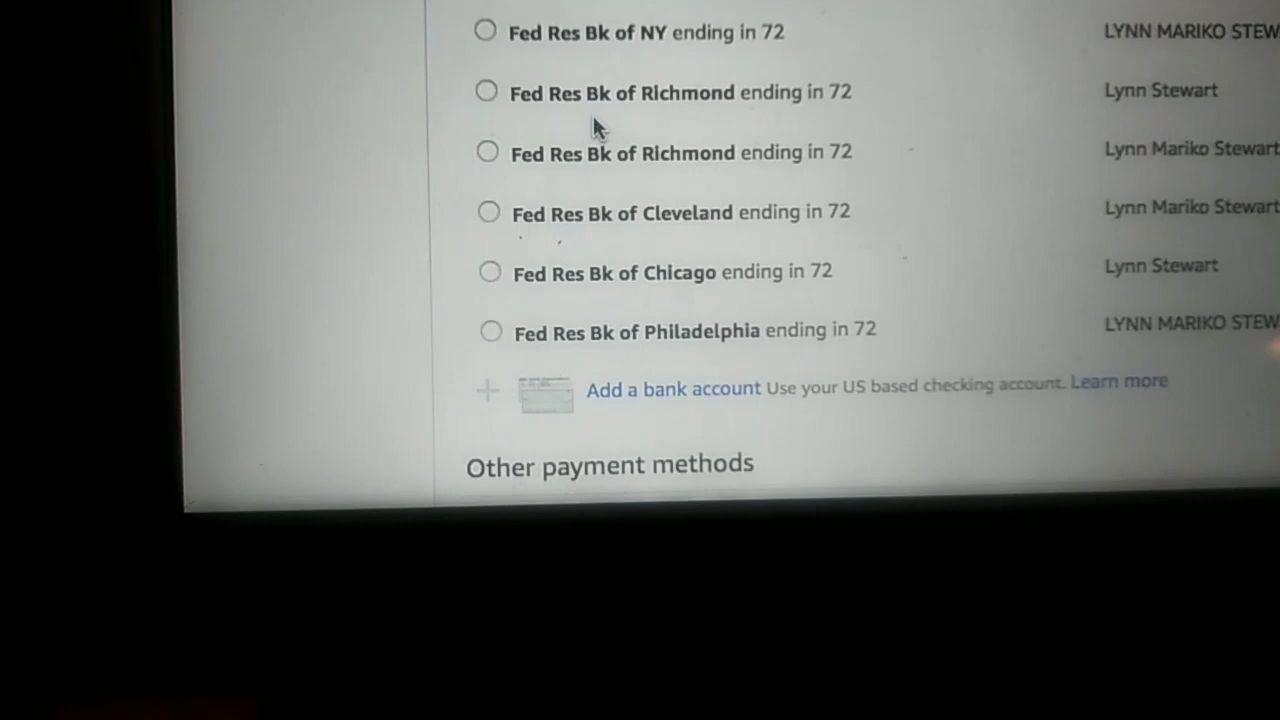 Fed Res Bk of NY ending in 72 LYNN MARIKO STEW
Fed Res Bk of Richmond ending in 72 Lynn Stewart
Fed Res Bk of Richmond ending in 72 Lynn Mariko Stewart
Fed Res Bk of Cleveland ending in 72 Lynn Mariko Stewart
Fed Res Bk of Chicago ending in 72 Lynn Stewart
Fed Res Bk of Philadelphia ending in 72 LYNN MARIKO STEW
Add a bank account Use your US based checking account. Learn more
Other payment methods